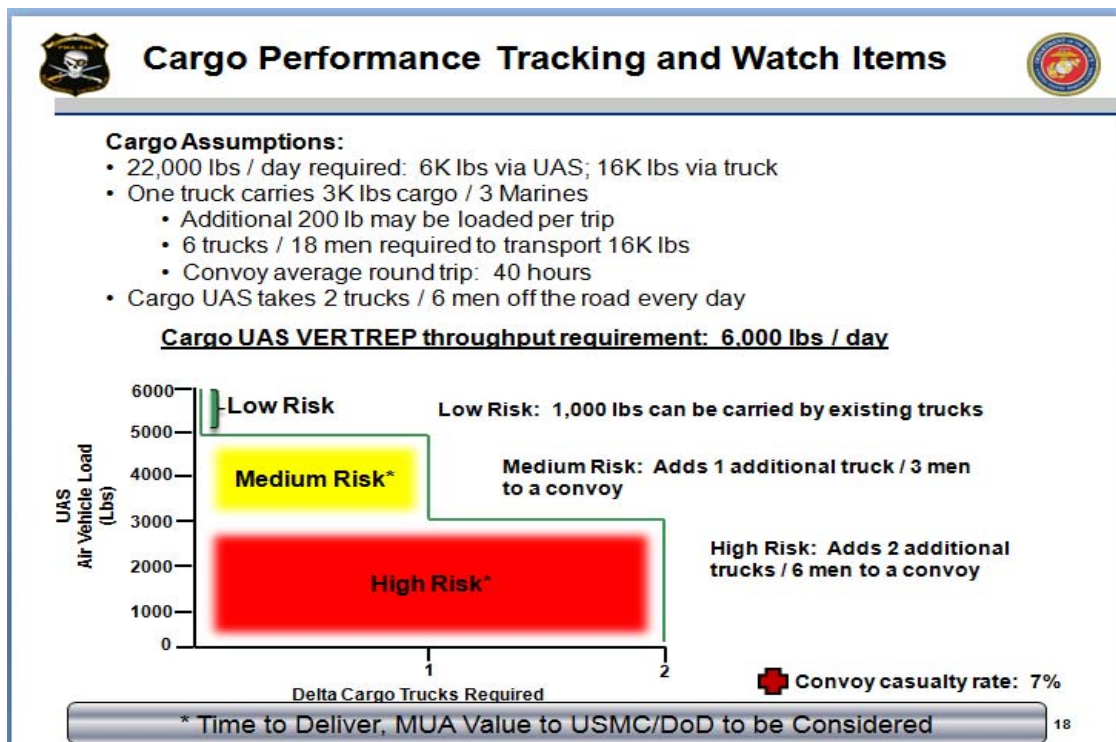 Cargo Performance Tracking and Watch Items
Cargo Assumptions:
• 22,000 lbs / day required: 6K lbs via UAS; 16K lbs via truck
• One truck carries 3K lbs cargo / 3 Marines
• Additional 200 lb may be loaded per trip
• 6 trucks / 18 men required to transport 16K lbs
• Convoy average round trip: 40 hours
• Cargo UAS takes 2 trucks / 6 men off the road every day
Cargo UAS VERTREP throughput requirement: 6,000 lbs / day
6000
5000
4000
3000
2000
1000
0
UAS
Air Vehicle Load
(Lbs)
Low Risk
Low Risk: 1,000 lbs can be carried by existing trucks
Medium Risk*
Medium Risk: Adds 1 additional truck / 3 men
to a convoy
High Risk*
High Risk: Adds 2 additional
trucks / 6 men to a convoy
1
2
Delta Cargo Trucks Required
Convoy casualty rate: 7%
* Time to Deliver, MUA Value to USMC/DoD to be Considered
18